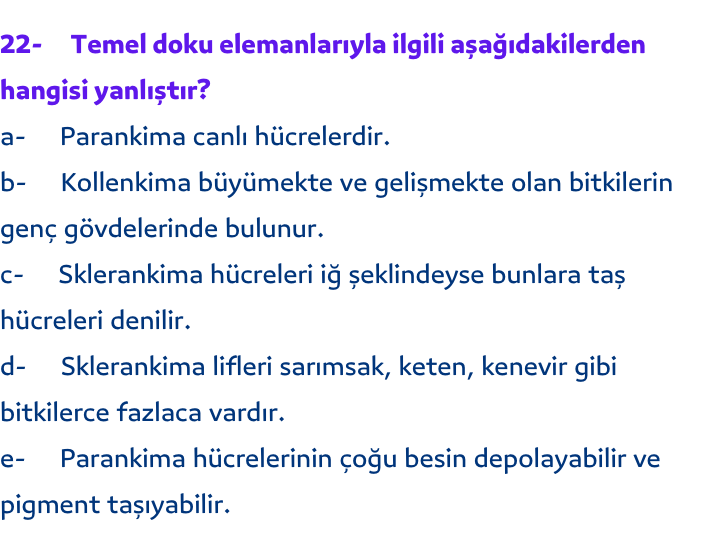 22- Temel doku elemanlarıyla ilgili aşağıdakilerden
hangisi yanlıştır?
a- Parankima canlı hücrelerdir.
b- Kollenkima büyümekte ve gelişmekte olan bitkilerin
genç gövdelerinde bulunur.
c- Sklerankima hücreleri iğ şeklindeyse bunlara taş
hücreleri denilir.
d- Sklerankima lifleri sarımsak, keten, kenevir gibi
bitkilerce fazlaca vardır.
e- Parankima hücrelerinin çoğu besin depolayabilir ve
pigment taşıyabilir.